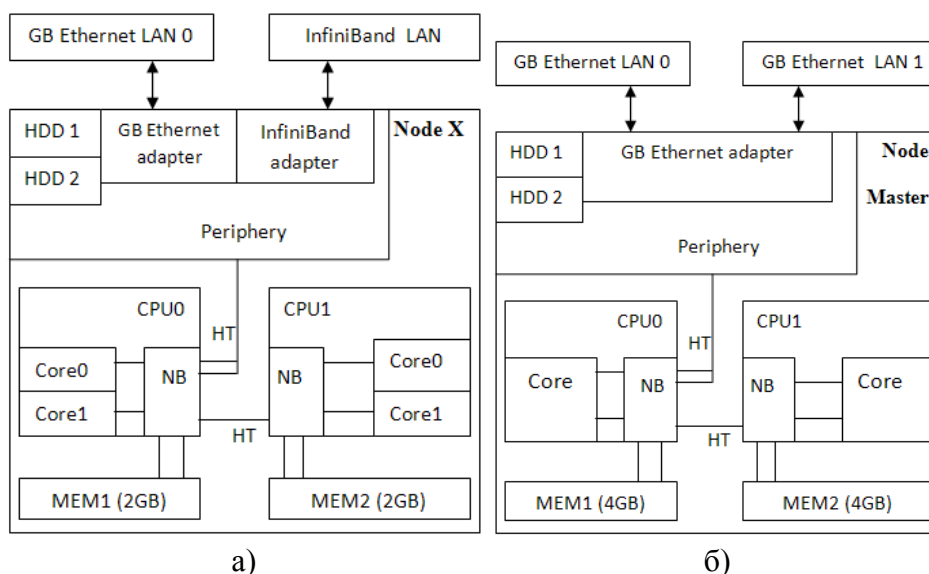 GB Ethernet LAN 0
InfiniBand LAN
HDD 1
HDD 2
GB Ethernet
adapter
InfiniBand
adapter
Node X
Periphery
CPU0
HT
CPU1
Core0
Core1
NB
NB
Core0
Core1
HT
MEM1 (2GB)
MEM2 (2GB)
а)
GB Ethernet LAN 0
GB Ethernet LAN 1
HDD 1
HDD 2
GB Ethernet adapter
Node
Master
Periphery
CPU0
HT
CPU1
Core
NB
NB
Core
HT
MEM1 (4GB)
MEM2 (4GB)
б)